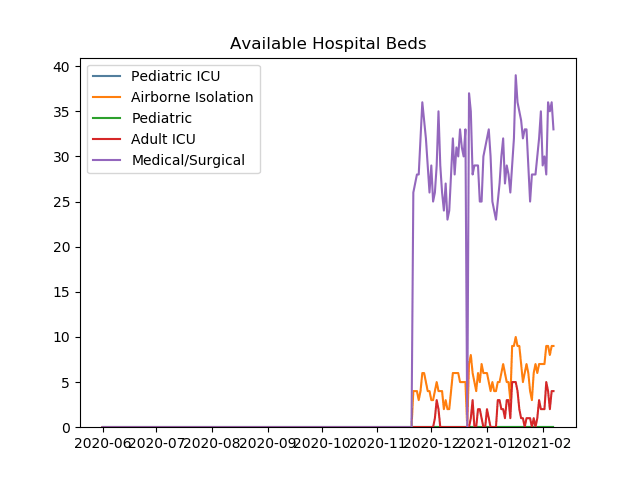 Available Hospital Beds
40
35
30
25
20
15
10
5
0
Pediatric ICU
Airborne Isolation
Pediatric
Adult ICU
Medical/Surgical
2020-06 2020-07 2020-08 2020-09 2020-10 2020-11 2020-12 2021-01 2021-02